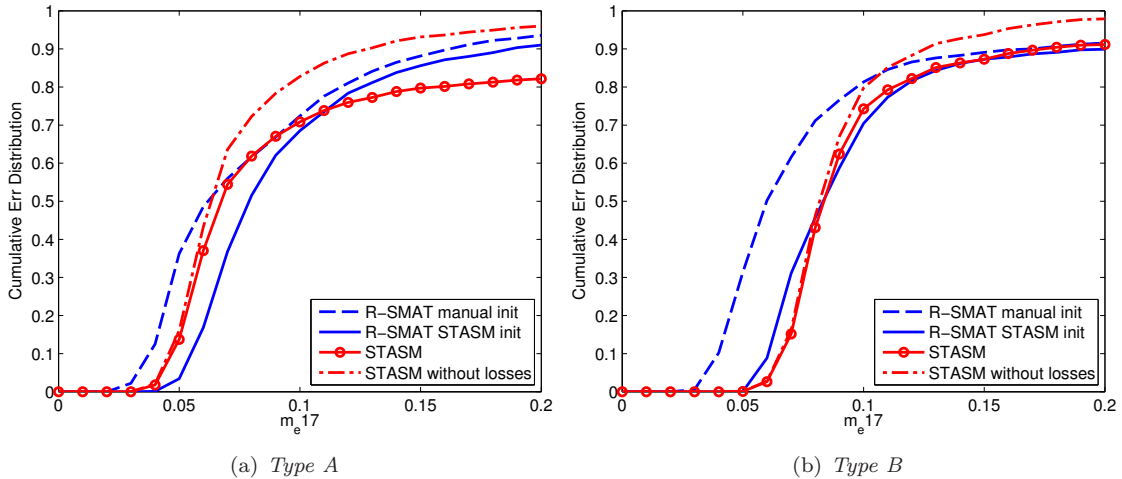 Cumulative Err Distribution
1
0.9
0.8
0.7
0.6
0.5
0.4
0.3
0.2
0.1
0
0 0.05 0.1 0.15 0.2
m_e17
R−SMAT manual init
R−SMAT STASM init
STASM
STASM without losses
(a) Type A
Cumulative Err Distribution
1
0.9
0.8
0.7
0.6
0.5
0.4
0.3
0.2
0.1
0
0 0.05 0.1 0.15 0.2
m_e17
R−SMAT manual init
R−SMAT STASM init
STASM
STASM without losses
(b) Type B